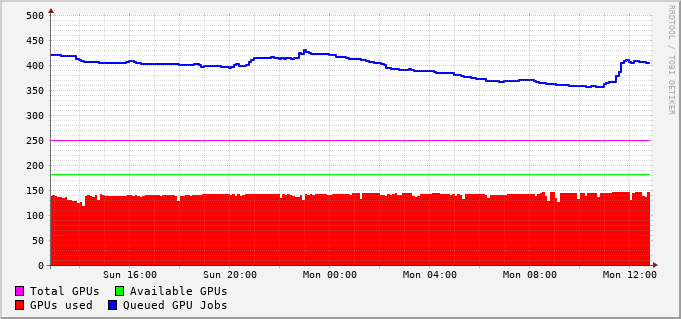 500
450
400
350
300
250
200
150
100
50
0
Sun 16:00 Sun 20:00 Mon 00:00 Mon 04:00 Mon 08:00 Mon 12:00
Total GPUs Available GPUs
GPUs used Queued GPU Jobs
RRDTOOL / TOBI OETIKER